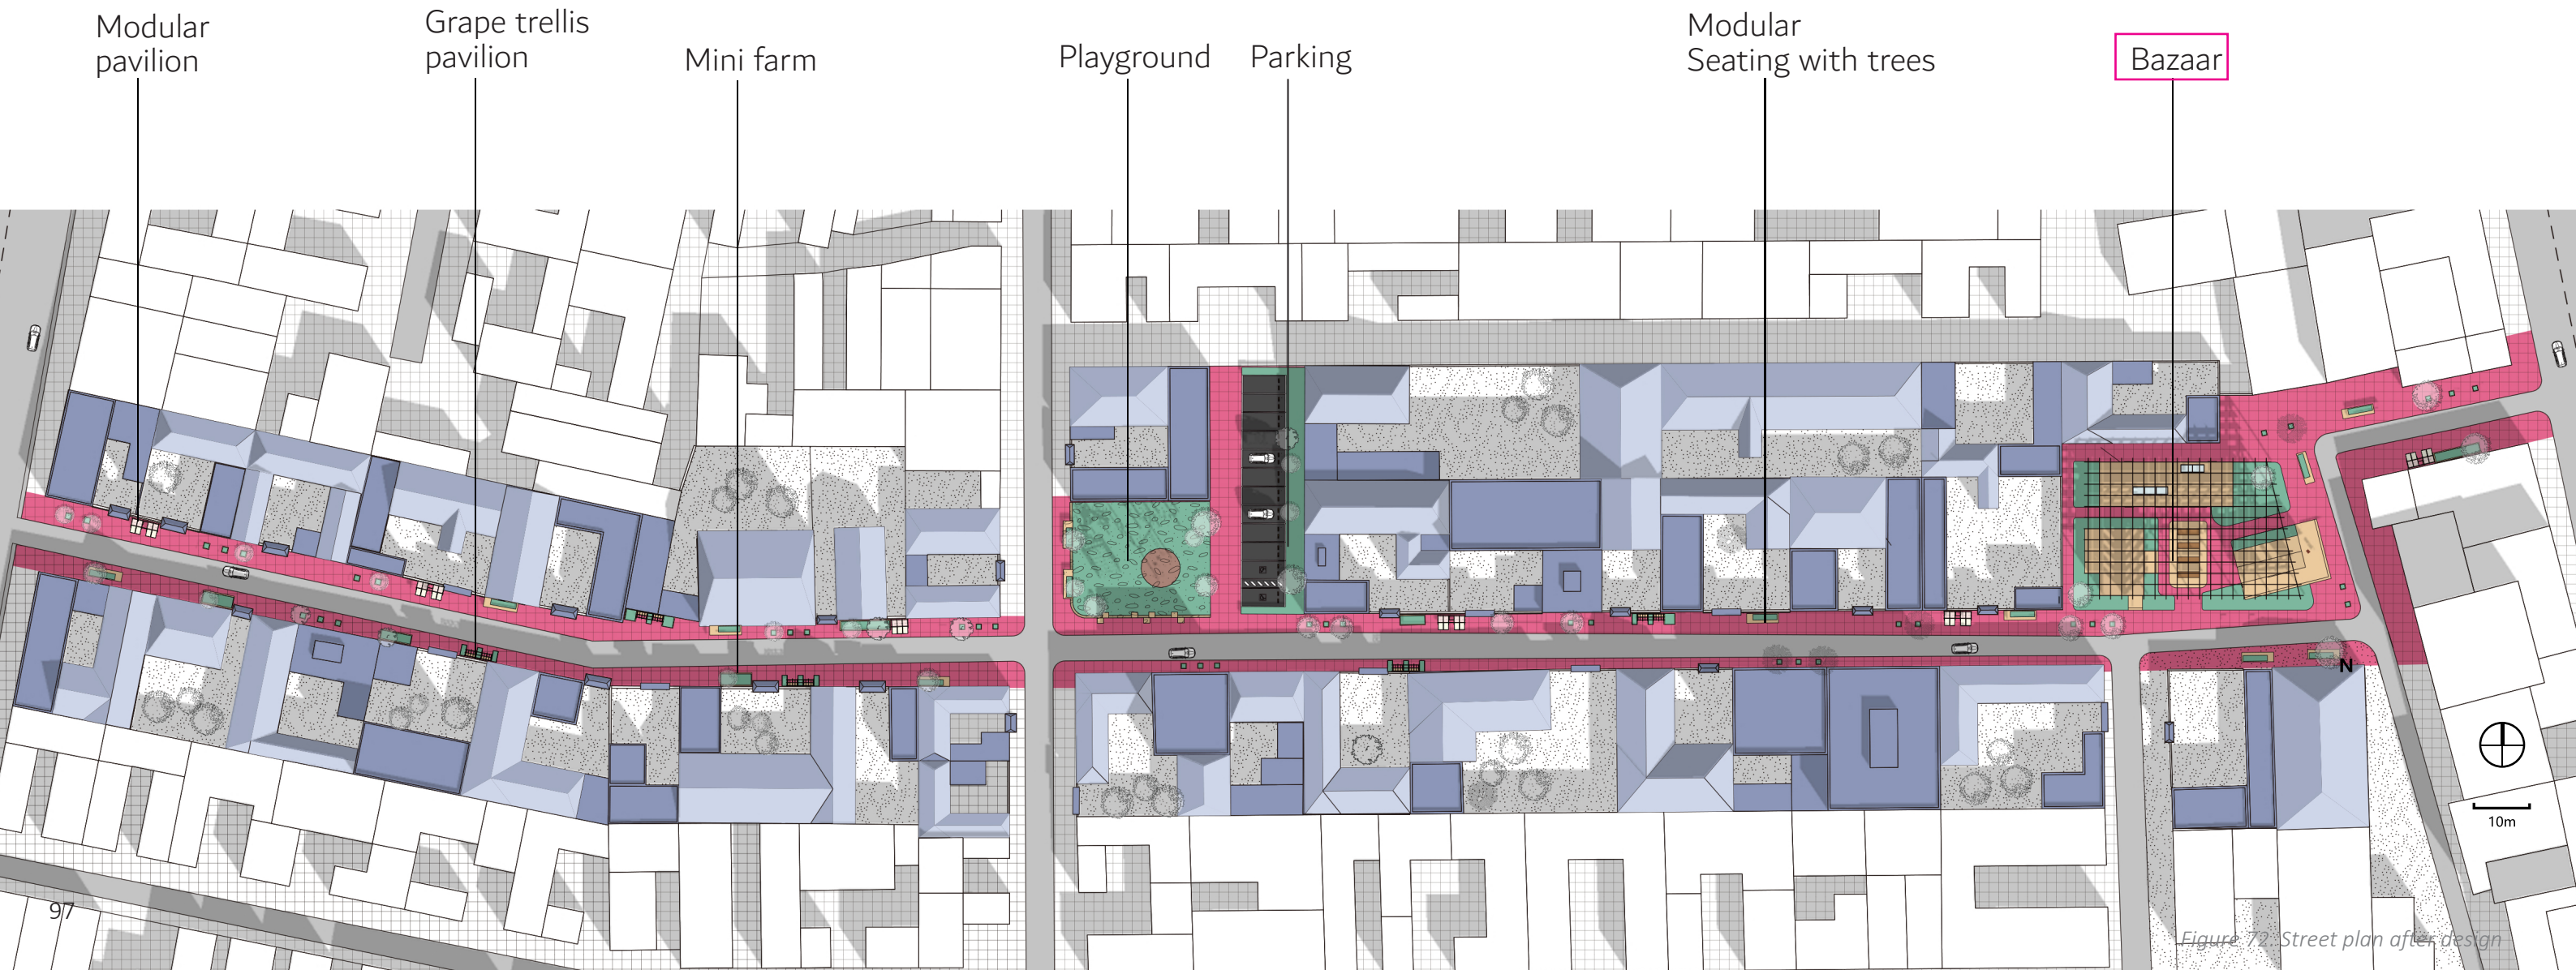 Modular
pavilion
Grape trellis
pavilion
Mini farm
Playground
Parking
Modular
Seating with trees
Bazaar
N
10m
97
Figure 72. Street plan after design